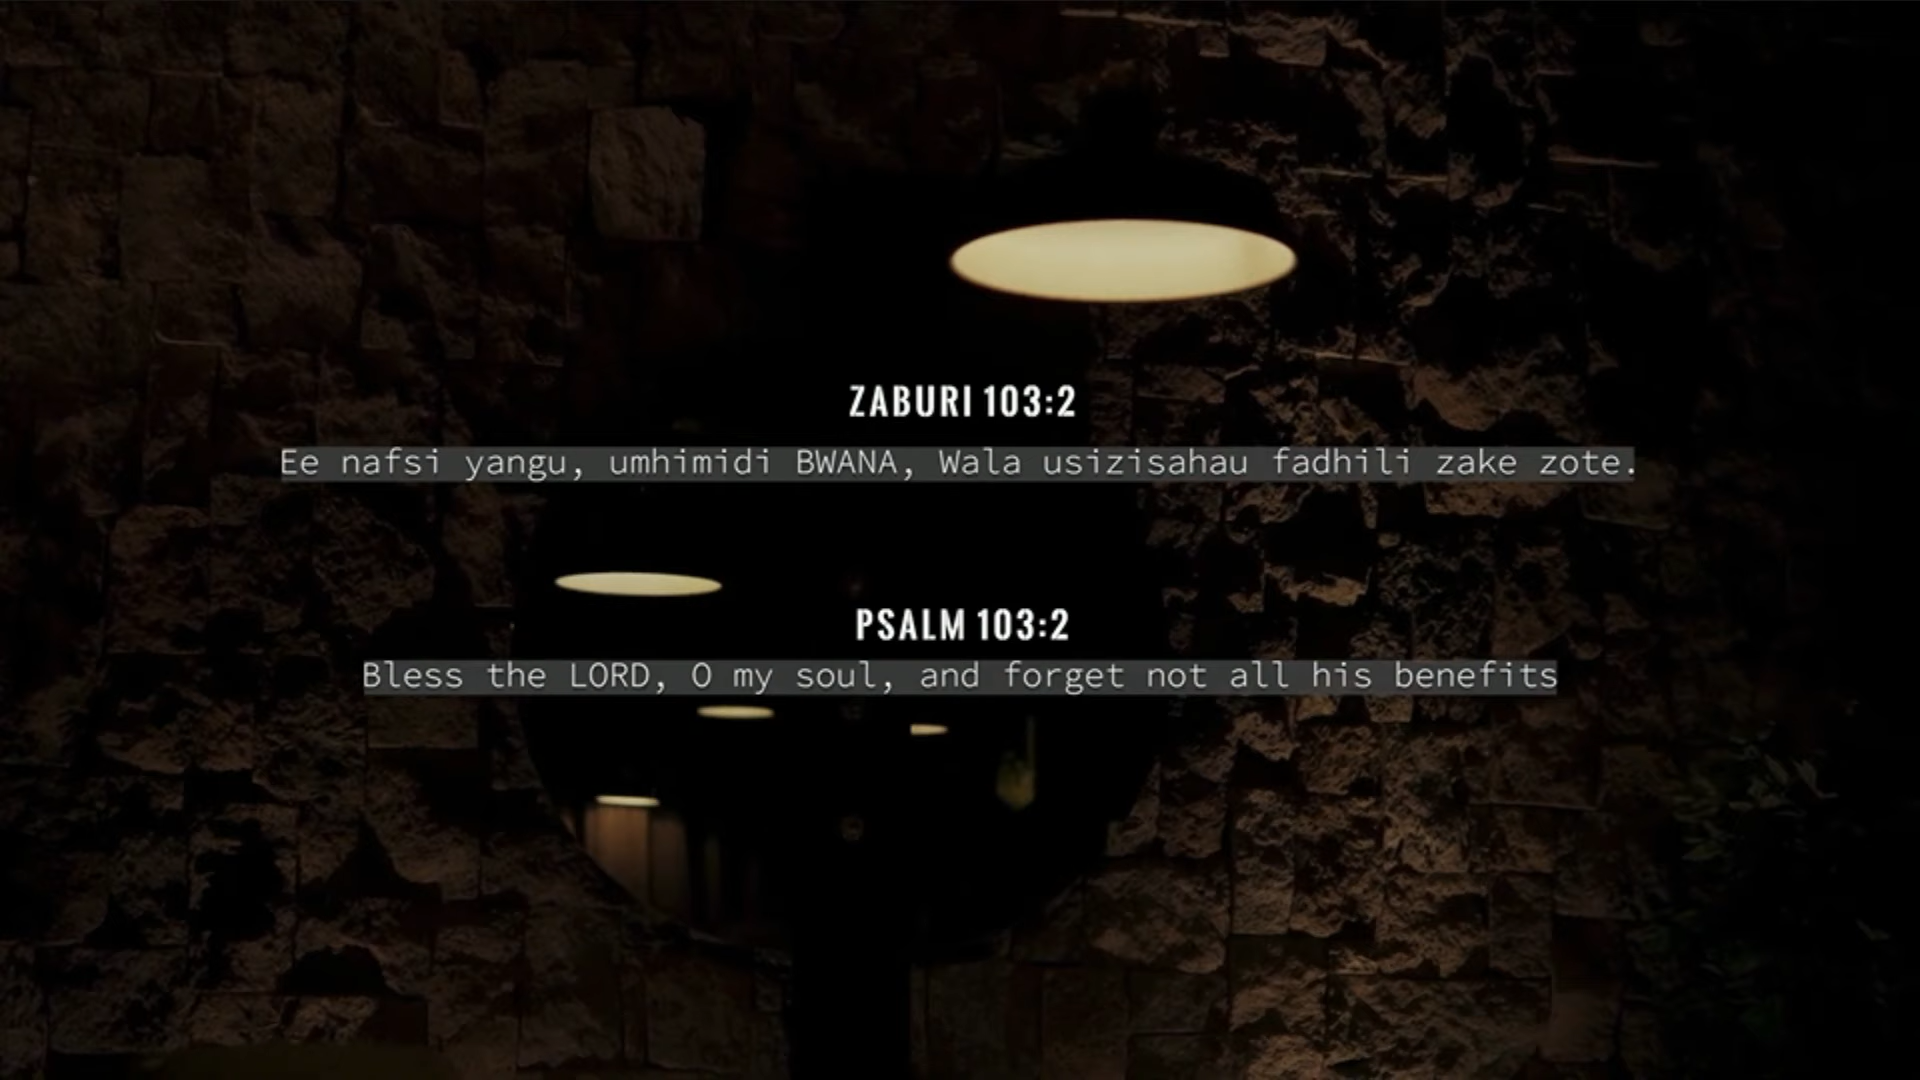 ZABURI 103:2
Ee nafsi yangu, umhimidi BWANA, Wala usizisahau fadhili zake zote.
PSALM 103:2
Bless the LORD, O my soul, and forget not all his benefits